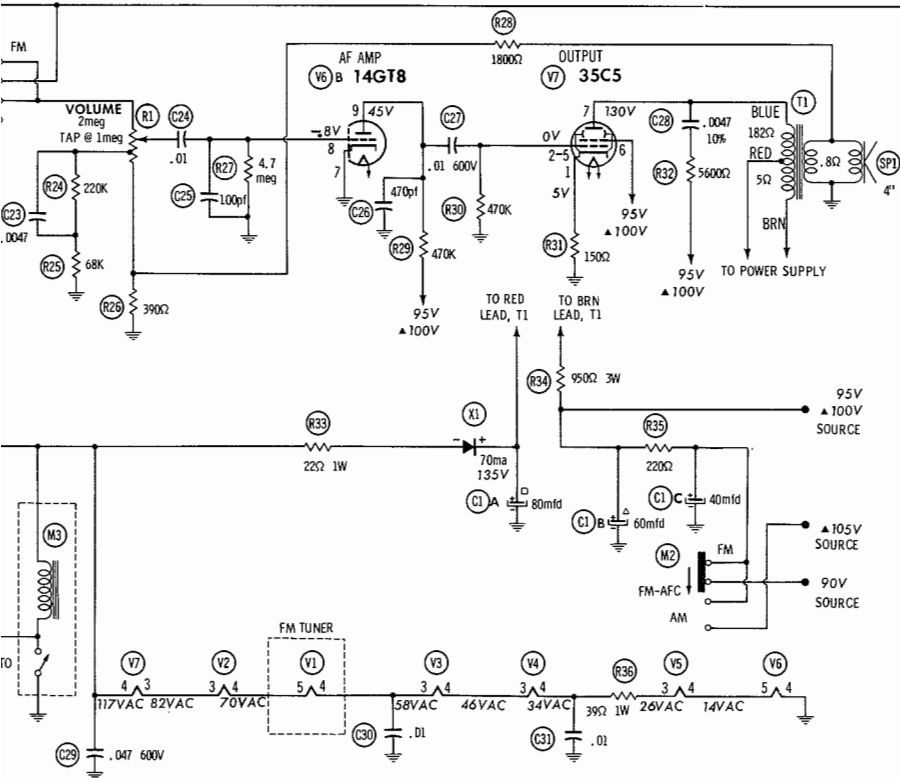 R28
1800Ω
FM
AF AMP
V6 B 14GT8
OUTPUT
V7 35C5
VOLUME
2meg
TAP @ 1meg
R1
C24
.01
9
45V
-.8V
8
7
C27
.01 600V
7
130V
0V
2-5
6
1
5V
C28
.0047
10%
BLUE
182Ω
RED
5Ω
BRN
T1
.8Ω
SP1
4"
R24
220K
C23
.0047
R25
68K
R26
390Ω
R27
4.7
meg
C25
100pf
470pf
C26
R30
470K
R29
470K
95V
▲100V
R31
150Ω
95V
▲100V
R32
5600Ω
95V
▲100V
TO POWER SUPPLY
TO RED
LEAD, T1
TO BRN
LEAD, T1
R34
950Ω 3W
95V
▲100V
SOURCE
R33
22Ω 1W
X1
- +
70ma
135V
C1 A
+
80mfd
R35
220Ω
C1 B
+
60mfd
C1 C
+
40mfd
▲105V
SOURCE
M2
FM
FM-AFC
AM
90V
SOURCE
M3
TO
FM TUNER
V7
4 3
117VAC 82VAC
V2
3 4
70VAC
V1
5 4
V3
3 4
58VAC
46VAC
V4
3 4
34VAC
R36
39Ω 1W
V5
3 4
26VAC
14VAC
V6
5 4
C29
.047 600V
C30
.01
C31
.01